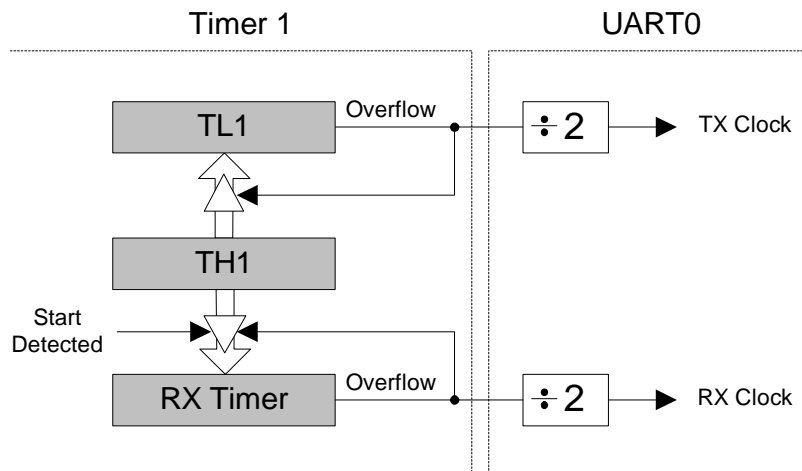 Timer 1
UART0
TL1
Overflow
÷ 2
TX Clock
TH1
Start
Detected
RX Timer
Overflow
÷ 2
RX Clock